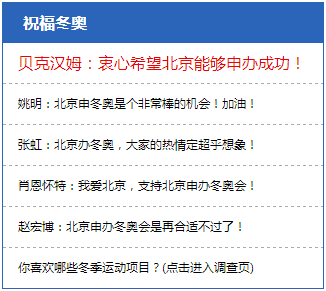 祝福冬奥
贝克汉姆：衷心希望北京能够申办成功！
姚明：北京申冬奥是个非常棒的机会！加油！
张虹：北京办冬奥，大家的热情定超乎想象！
肖恩怀特：我爱北京，支持北京申办冬奥会！
赵宏博：北京申办冬奥会是再合适不过了！
你喜欢哪些冬季运动项目？(点击进入调查页)